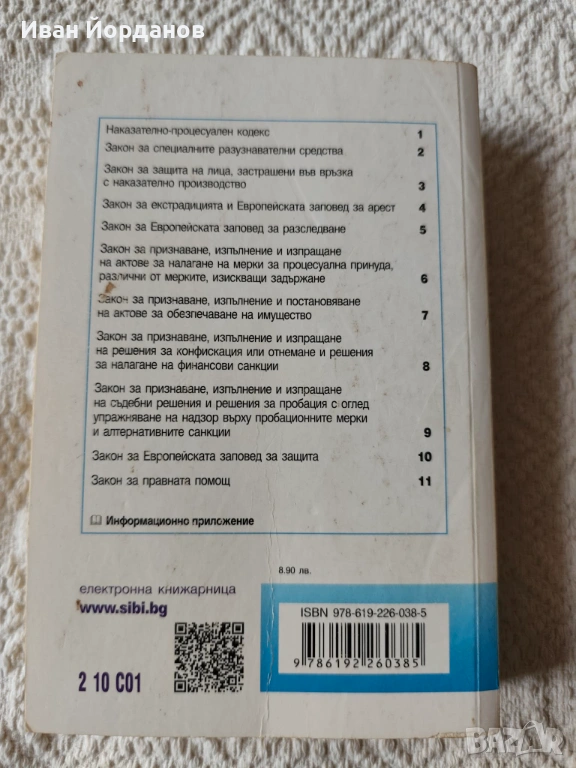 Иван Йорданов
Наказателно-процесуален кодекс 1
Закон за специалните разузнавателни средства 2
Закон за защита на лица, застрашени във връзка
с наказателно производство 3
Закон за екстрадицията и Европейската заповед за арест 4
Закон за Европейската заповед за разследване 5
Закон за признаване, изпълнение и изпращане
на актове за налагане на мерки за процесуална принуда,
различни от мерките, изискващи задържане 6
Закон за признаване, изпълнение и постановяване
на актове за обезпечаване на имущество 7
Закон за признаване, изпълнение и изпращане
на решения за конфискация или отнемане и решения
за налагане на финансови санкции 8
Закон за признаване, изпълнение и изпращане
на съдебни решения и решения за пробация с оглед
упражняване на надзор върху пробационните мерки
и алтернативните санкции 9
Закон за Европейската заповед за защита 10
Закон за правната помощ 11
Информационно приложение
8.90 лв.
електронна книжарница
www.sibi.bg
ISBN 978-619-226-038-5
9 786192 260385
2 10 C01
BAZAR